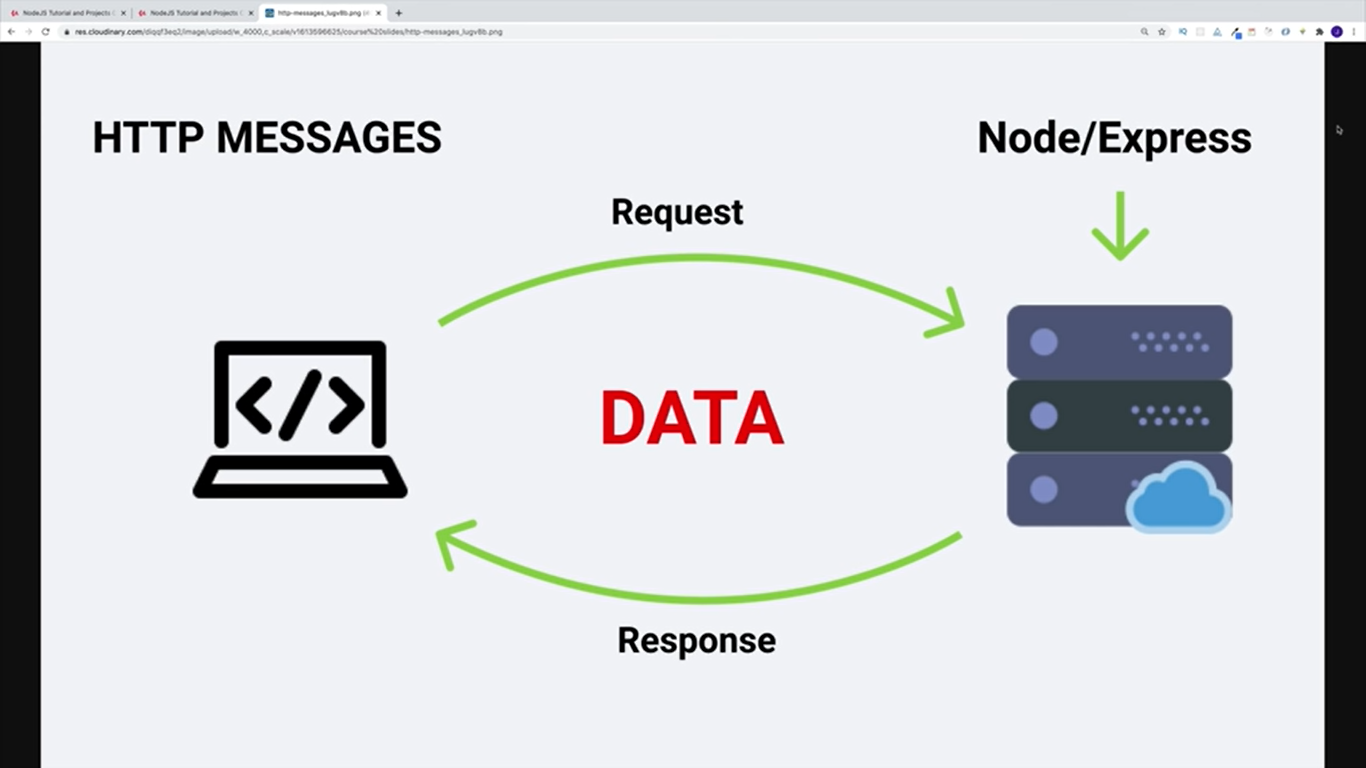 NodeJS Tutorial and Projects
NodeJS Tutorial and Projects
http-messages_lugv8b.png
res.cloudinary.com/diqqf3eq2/image/upload/w_4000,c_scale/v1613596625/course%20slides/http-messages_lugv8b.png
HTTP MESSAGES
Node/Express
Request
</>
DATA
Response